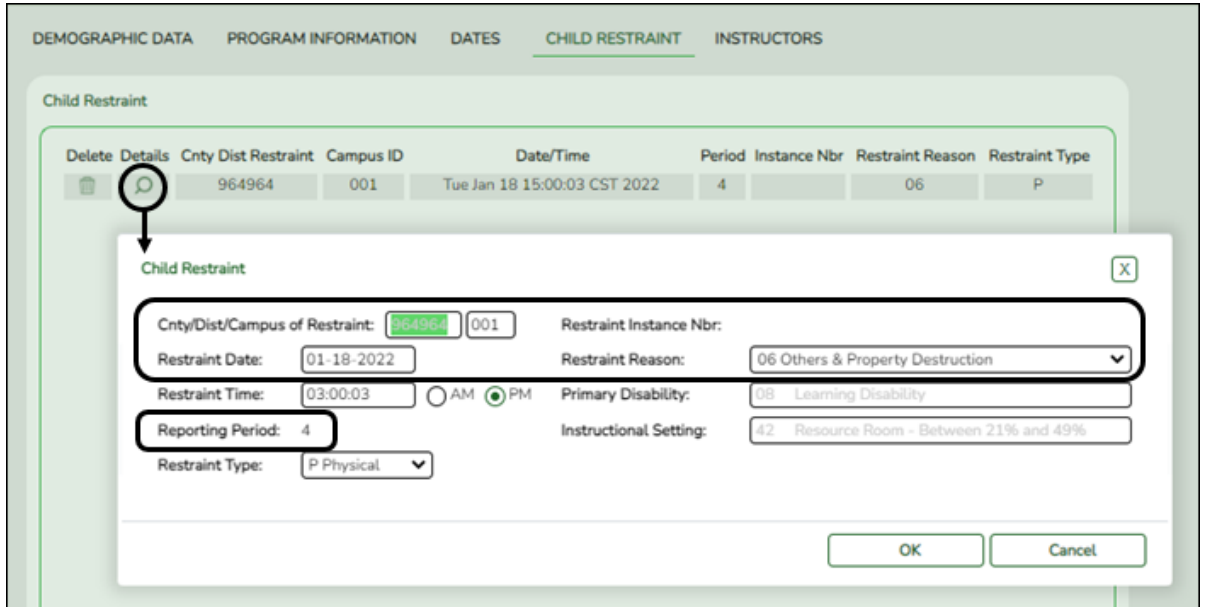 DEMOGRAPHIC DATA PROGRAM INFORMATION DATES CHILD RESTRAINT INSTRUCTORS
Child Restraint
Delete Details Cnty Dist Restraint Campus ID Date/Time Period Instance Nbr Restraint Reason Restraint Type
964964 001 Tue Jan 18 15:00:03 CST 2022 4 06 P
Child Restraint X
Cnty/Dist/Campus of Restraint: 964964 001 Restraint Instance Nbr:
Restraint Date: 01-18-2022 Restraint Reason: 06 Others & Property Destruction
Restraint Time: 03:00:03 AM PM Primary Disability: 08 Learning Disability
Reporting Period: 4 Instructional Setting: 42 Resource Room - Between 21% and 49%
Restraint Type: P Physical
OK Cancel